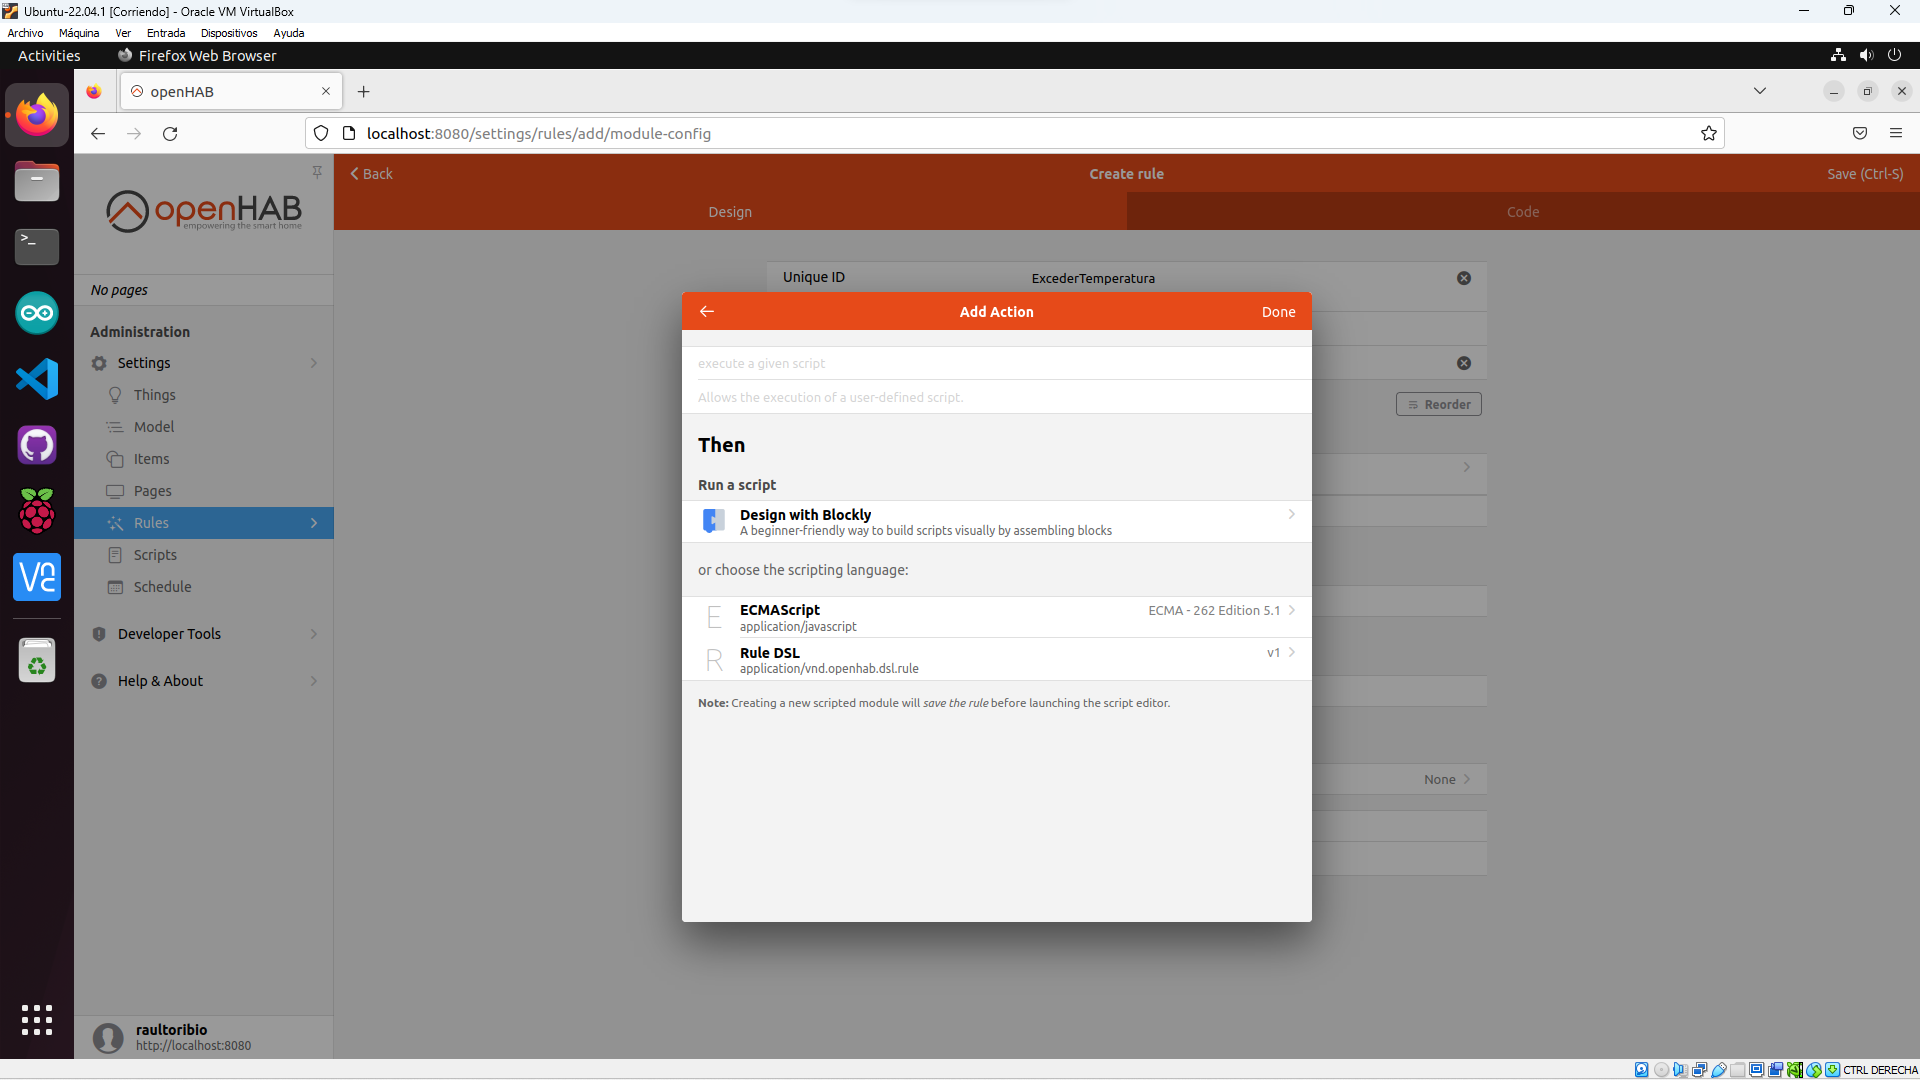 Ubuntu-22.04.1 [Corriendo] - Oracle VM VirtualBox
Archivo Máquina Ver Entrada Dispositivos Ayuda
Activities Firefox Web Browser
openHAB
localhost:8080/settings/rules/add/module-config
openHAB
empowering the smart home
Back
Create rule
Save (Ctrl-S)
Design
Code
No pages
Administration
Settings
Things
Model
Items
Pages
Rules
Scripts
Schedule
Developer Tools
Help & About
raultoribio
http://localhost:8080
Unique ID
ExcederTemperatura
Reorder
None
Add Action
Done
execute a given script
Allows the execution of a user-defined script.
Then
Run a script
Design with Blockly
A beginner-friendly way to build scripts visually by assembling blocks
or choose the scripting language:
E
ECMAScript
ECMA - 262 Edition 5.1
application/javascript
R
Rule DSL
v1
application/vnd.openhab.dsl.rule
Note: Creating a new scripted module will save the rule before launching the script editor.
CTRL DERECHA